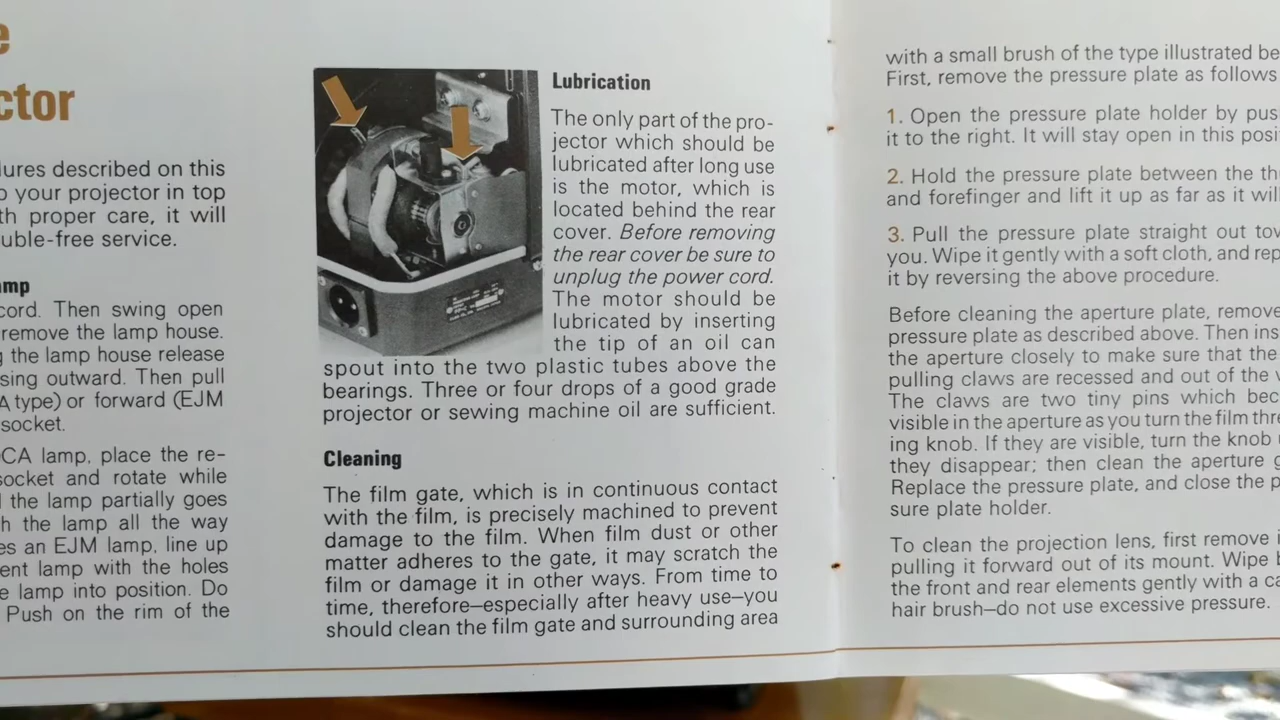 e
ctor
dures described on this
o your projector in top
th proper care, it will
uble-free service.
amp
cord. Then swing open
remove the lamp house.
g the lamp house release
sing outward. Then pull
A type) or forward (EJM
socket.
CA lamp, place the re-
socket and rotate while
l the lamp partially goes
h the lamp all the way
es an EJM lamp, line up
ent lamp with the holes
e lamp into position. Do
Push on the rim of the
Lubrication
The only part of the pro-
jector which should be
lubricated after long use
is the motor, which is
located behind the rear
cover. Before removing
the rear cover be sure to
unplug the power cord.
The motor should be
lubricated by inserting
the tip of an oil can
spout into the two plastic tubes above the
bearings. Three or four drops of a good grade
projector or sewing machine oil are sufficient.
Cleaning
The film gate, which is in continuous contact
with the film, is precisely machined to prevent
damage to the film. When film dust or other
matter adheres to the gate, it may scratch the
film or damage it in other ways. From time to
time, therefore—especially after heavy use—you
should clean the film gate and surrounding area
with a small brush of the type illustrated be
First, remove the pressure plate as follows
1. Open the pressure plate holder by pus
it to the right. It will stay open in this posi
2. Hold the pressure plate between the th
and forefinger and lift it up as far as it wil
3. Pull the pressure plate straight out tow
you. Wipe it gently with a soft cloth, and rep
it by reversing the above procedure.
Before cleaning the aperture plate, remove
pressure plate as described above. Then ins
the aperture closely to make sure that the
pulling claws are recessed and out of the v
The claws are two tiny pins which bec
visible in the aperture as you turn the film thre
ing knob. If they are visible, turn the knob
they disappear; then clean the aperture g
Replace the pressure plate, and close the p
sure plate holder.
To clean the projection lens, first remove i
pulling it forward out of its mount. Wipe
the front and rear elements gently with a ca
hair brush—do not use excessive pressure.